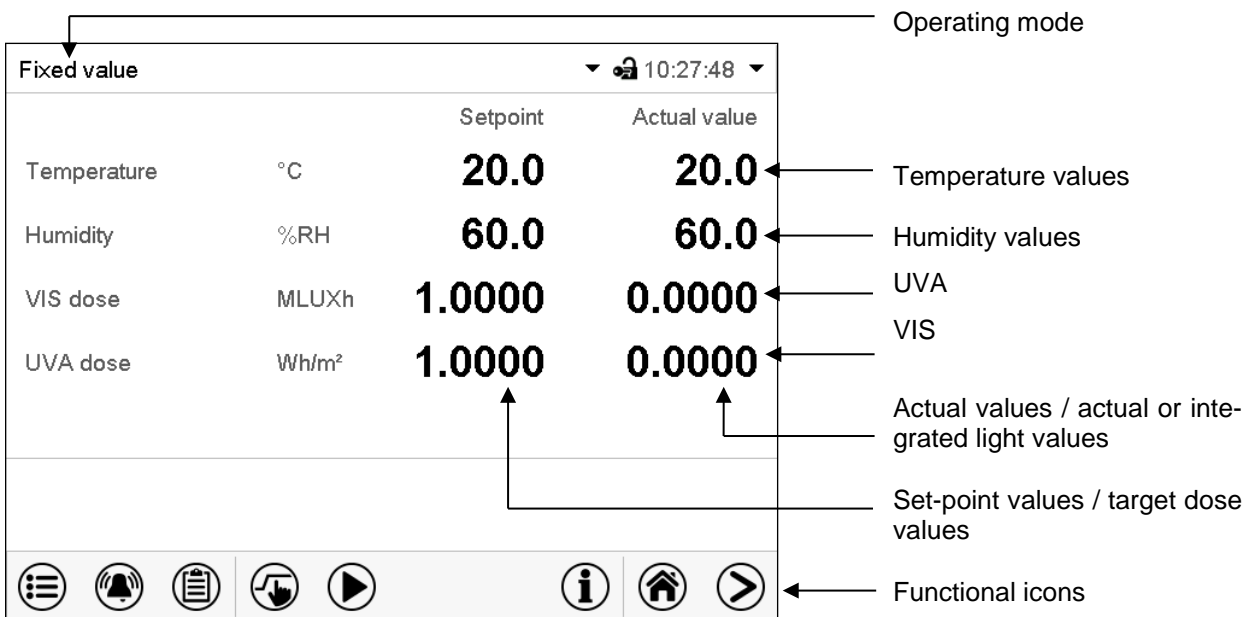 Operating mode
Fixed value 10:27:48
Setpoint Actual value
Temperature °C 20.0 20.0 Temperature values
Humidity %RH 60.0 60.0 Humidity values
VIS dose MLUXh 1.0000 0.0000 UVA
VIS
UVA dose Wh/m² 1.0000 0.0000
Actual values / actual or inte-
grated light values
Set-point values / target dose
values
Functional icons